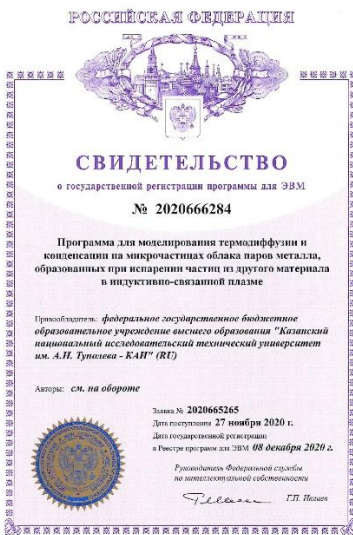 РОССИЙСКАЯ ФЕДЕРАЦИЯ
СВИДЕТЕЛЬСТВО
о государственной регистрации программы для ЭВМ
№ 2020666284
Программа для моделирования термодиффузии и
конденсации на микрочастицах облака паров металла,
образованных при испарении частиц из другого материала
в индуктивно-связанной плазме
Правообладатель: федеральное государственное бюджетное
образовательное учреждение высшего образования "Казанский
национальный исследовательский технический университет
им. А.Н. Туполева - КАИ" (RU)
Авторы: см. на обороте
Заявка № 2020665265
Дата поступления 27 ноября 2020 г.
Дата государственной регистрации
в Реестре программ для ЭВМ 08 декабря 2020 г.
Руководитель Федеральной службы
по интеллектуальной собственности
Г.П. Ивлиев